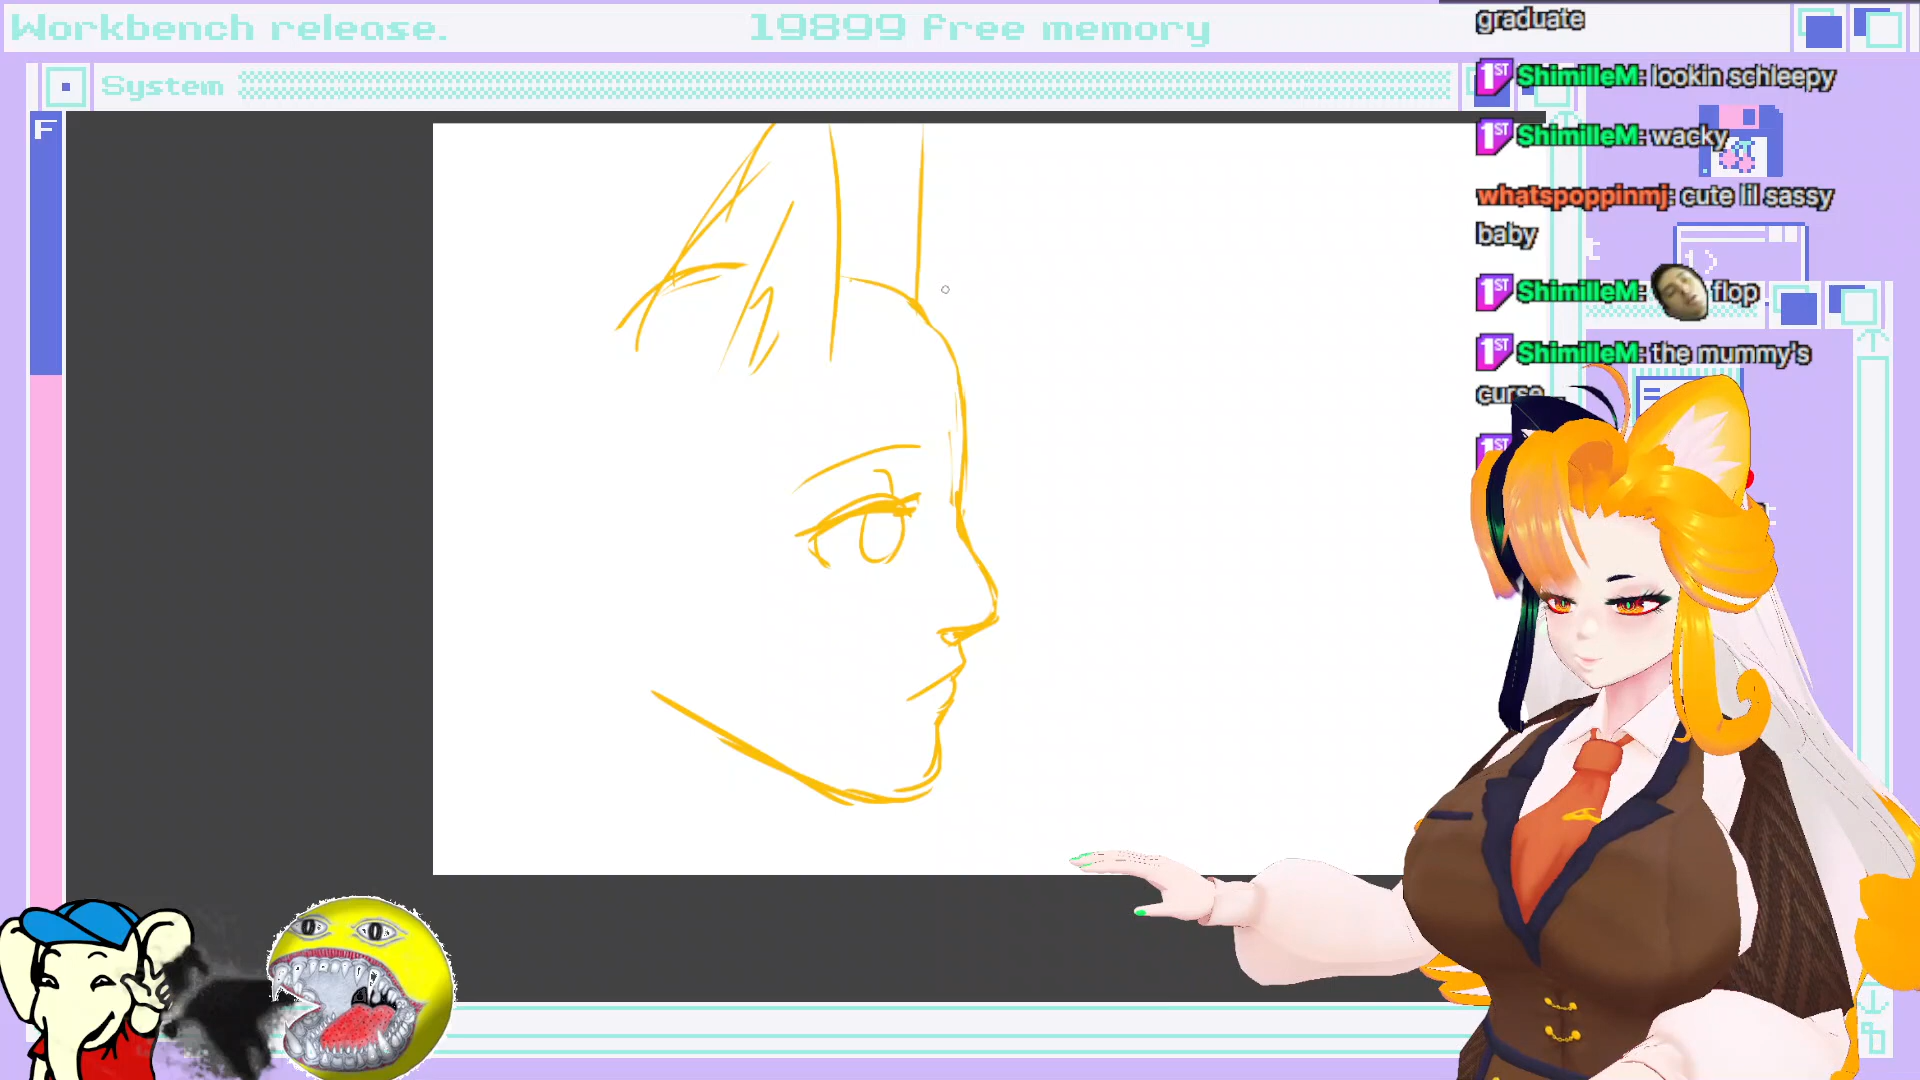 Workbench release.
19899 free memory
System
F
graduate
1ST ShimilleM: lookin schleepy
1ST ShimilleM: wacky
whatspoppinmj: cute lil sassy
baby
1ST ShimilleM: flop
1ST ShimilleM: the mummy's
curse...
1ST